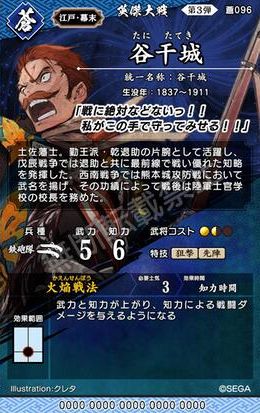 蒼
江戸・幕末
英傑大戦
第3弾
蒼096
たに たてき
谷干城
統一名称：谷干城
生没年：1837～1911
「戦に絶対などないっ!!
私がこの手で守ってみせる!!」
土佐藩士。勤王派・乾退助の片腕として活躍し、
戊辰戦争では退助と共に最前線で戦い優れた知略
を発揮した。西南戦争では熊本城攻防戦において
武名を揚げ、その功績によって戦後は陸軍士官学
校の校長を務めた。
兵種 武力 知力 武将コスト
鉄砲隊 5 6
特技 狙撃 先陣
かえんせんぽう
火焔戦法
必要士気 3
効果時間 知力時間
効果範囲
武力と知力が上がり、知力による戦闘ダ
メージを与えるようになる
Illustration:クレタ
©SEGA
0000-0000-0000-0000-0000